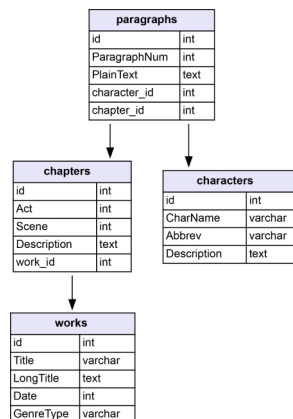 paragraphs
id int
ParagraphNum int
PlainText text
character_id int
chapter_id int
chapters
id int
Act int
Scene int
Description text
work_id int
characters
id int
CharName varchar
Abbrev varchar
Description text
works
id int
Title varchar
LongTitle text
Date int
GenreType varchar